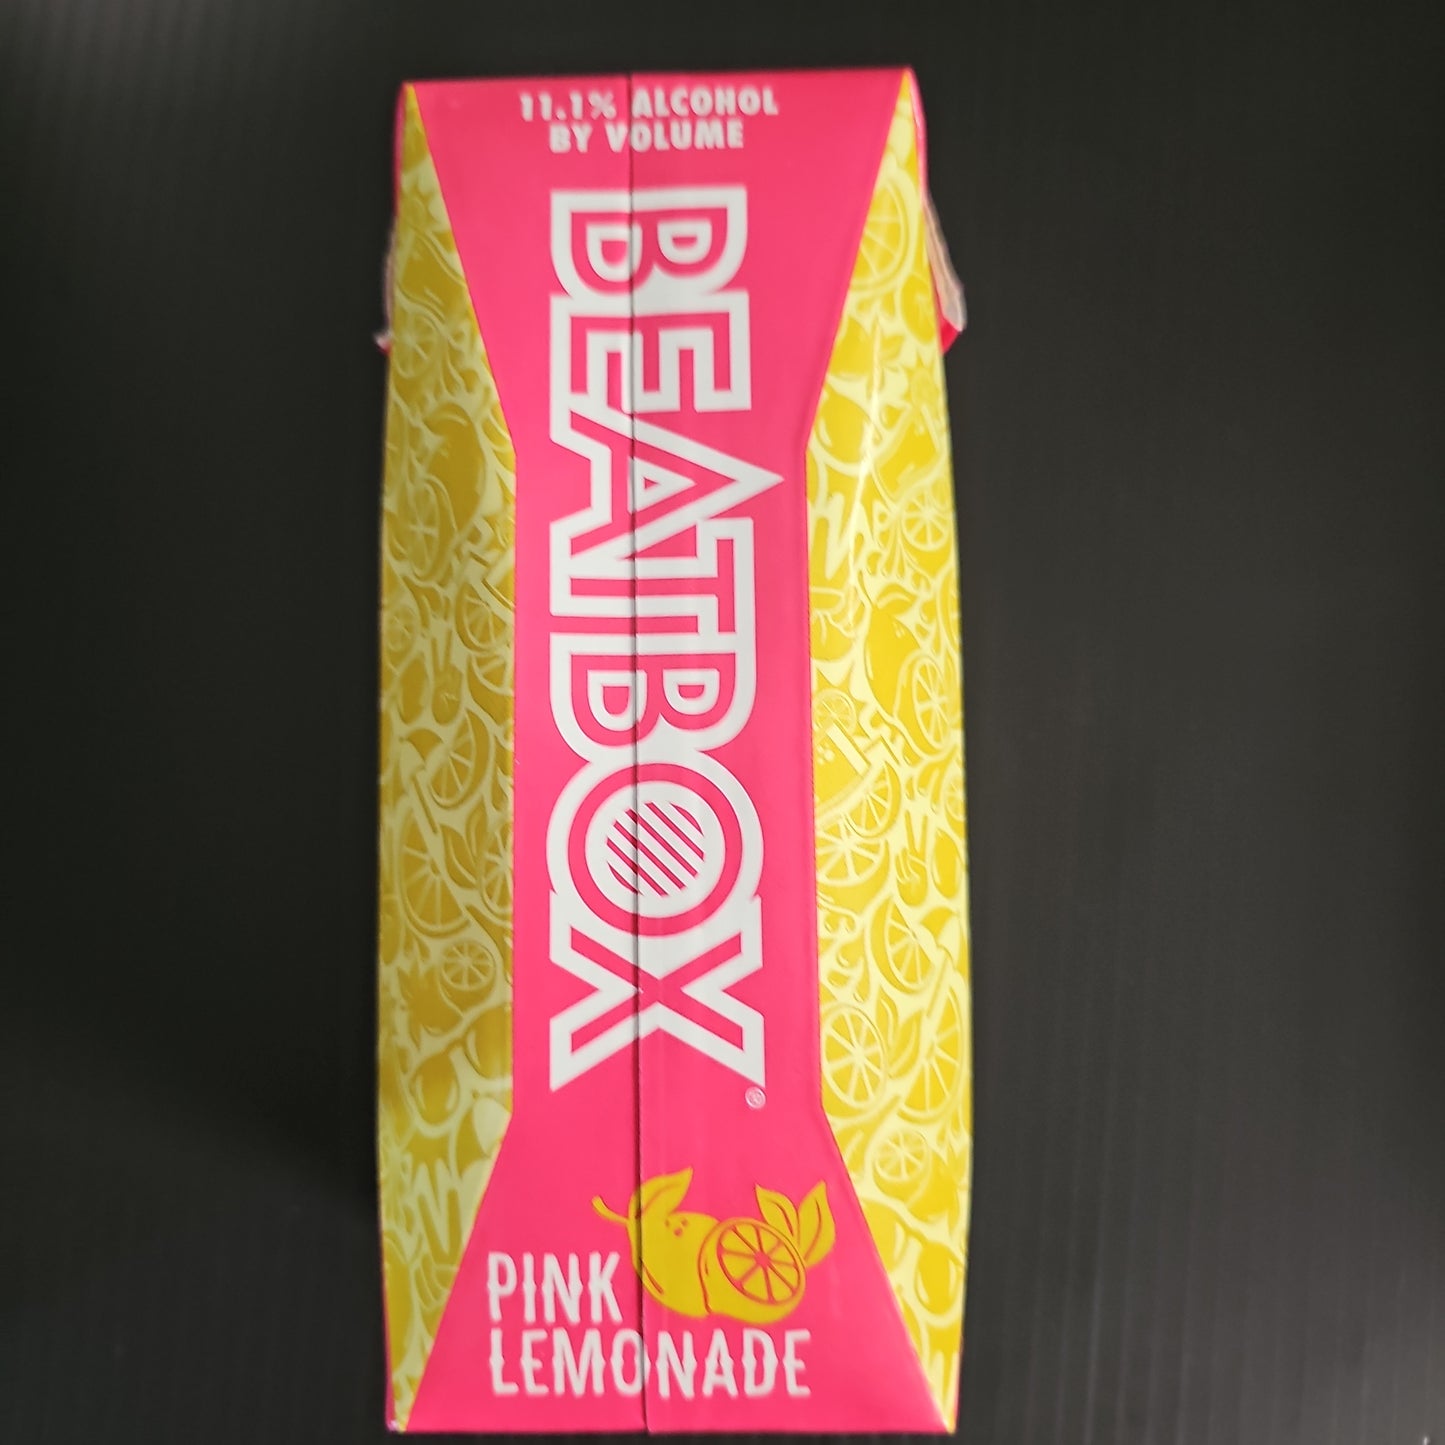 11.1% ALCOHOL
BY VOLUME
BEATBOX®
PINK
LEMONADE